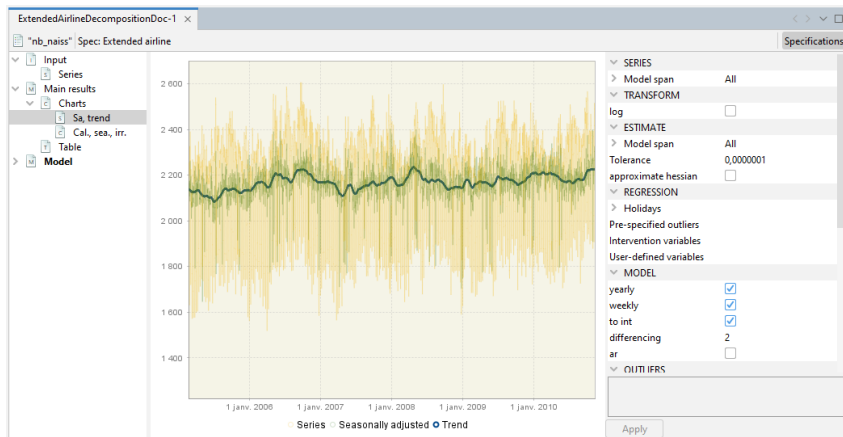 ExtendedAirlineDecompositionDoc-1 ×
"nb_naiss" Spec: Extended airline
Specifications
Input
Series
Main results
Charts
Sa, trend
Cal., sea., irr.
Table
Model
2 600
2 400
2 200
2 000
1 800
1 600
1 400
1 janv. 2006
1 janv. 2007
1 janv. 2008
1 janv. 2009
1 janv. 2010
Series Seasonally adjusted Trend
SERIES
Model span All
TRANSFORM
log
ESTIMATE
Model span All
Tolerance 0,0000001
approximate hessian
REGRESSION
Holidays
Pre-specified outliers
Intervention variables
User-defined variables
MODEL
yearly
weekly
to int
differencing 2
ar
OUTLIERS
Apply